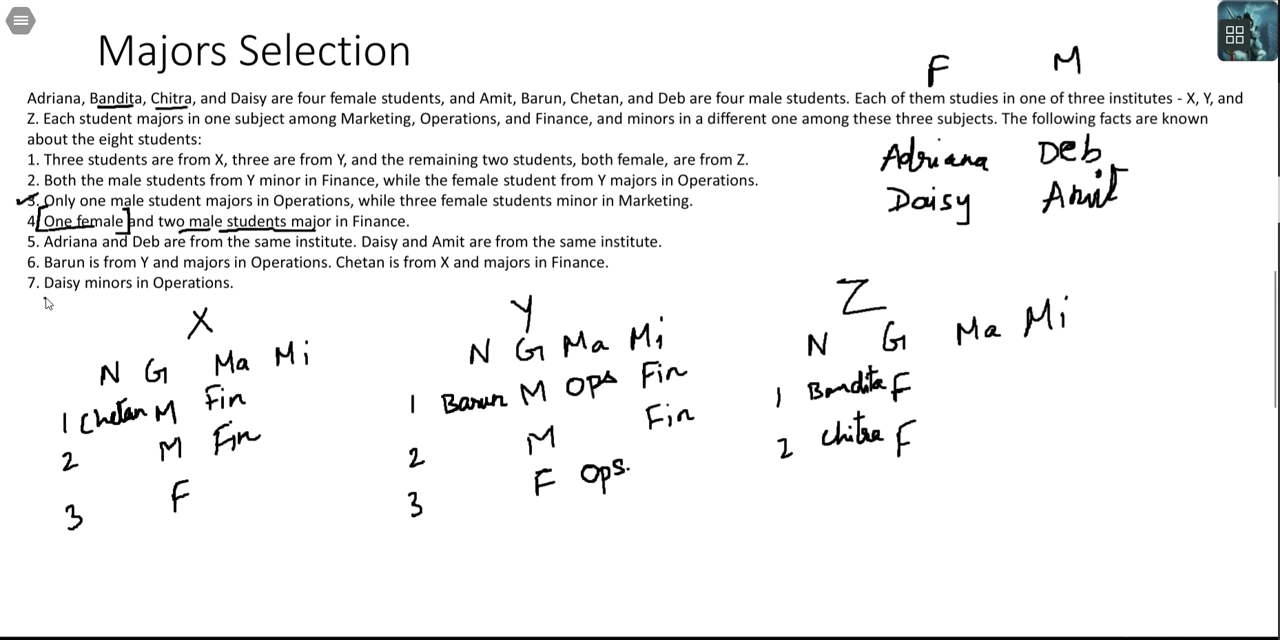 Majors Selection
F M
Adriana, Bandita, Chitra, and Daisy are four female students, and Amit, Barun, Chetan, and Deb are four male students. Each of them studies in one of three institutes - X, Y, and
Z. Each student majors in one subject among Marketing, Operations, and Finance, and minors in a different one among these three subjects. The following facts are known
about the eight students:
1. Three students are from X, three are from Y, and the remaining two students, both female, are from Z.
2. Both the male students from Y minor in Finance, while the female student from Y majors in Operations.
3. Only one male student majors in Operations, while three female students minor in Marketing.
4. One female and two male students major in Finance.
5. Adriana and Deb are from the same institute. Daisy and Amit are from the same institute.
6. Barun is from Y and majors in Operations. Chetan is from X and majors in Finance.
7. Daisy minors in Operations.
Adriana Deb
Daisy Amit
X
N G Ma Mi
1 Chetan M Fin
2 M Fin
3 F
Y
N G Ma Mi
1 Barun M Ops Fin
2 M Fin
3 F Ops.
Z
N G Ma Mi
1 Bandita F
2 Chitra F